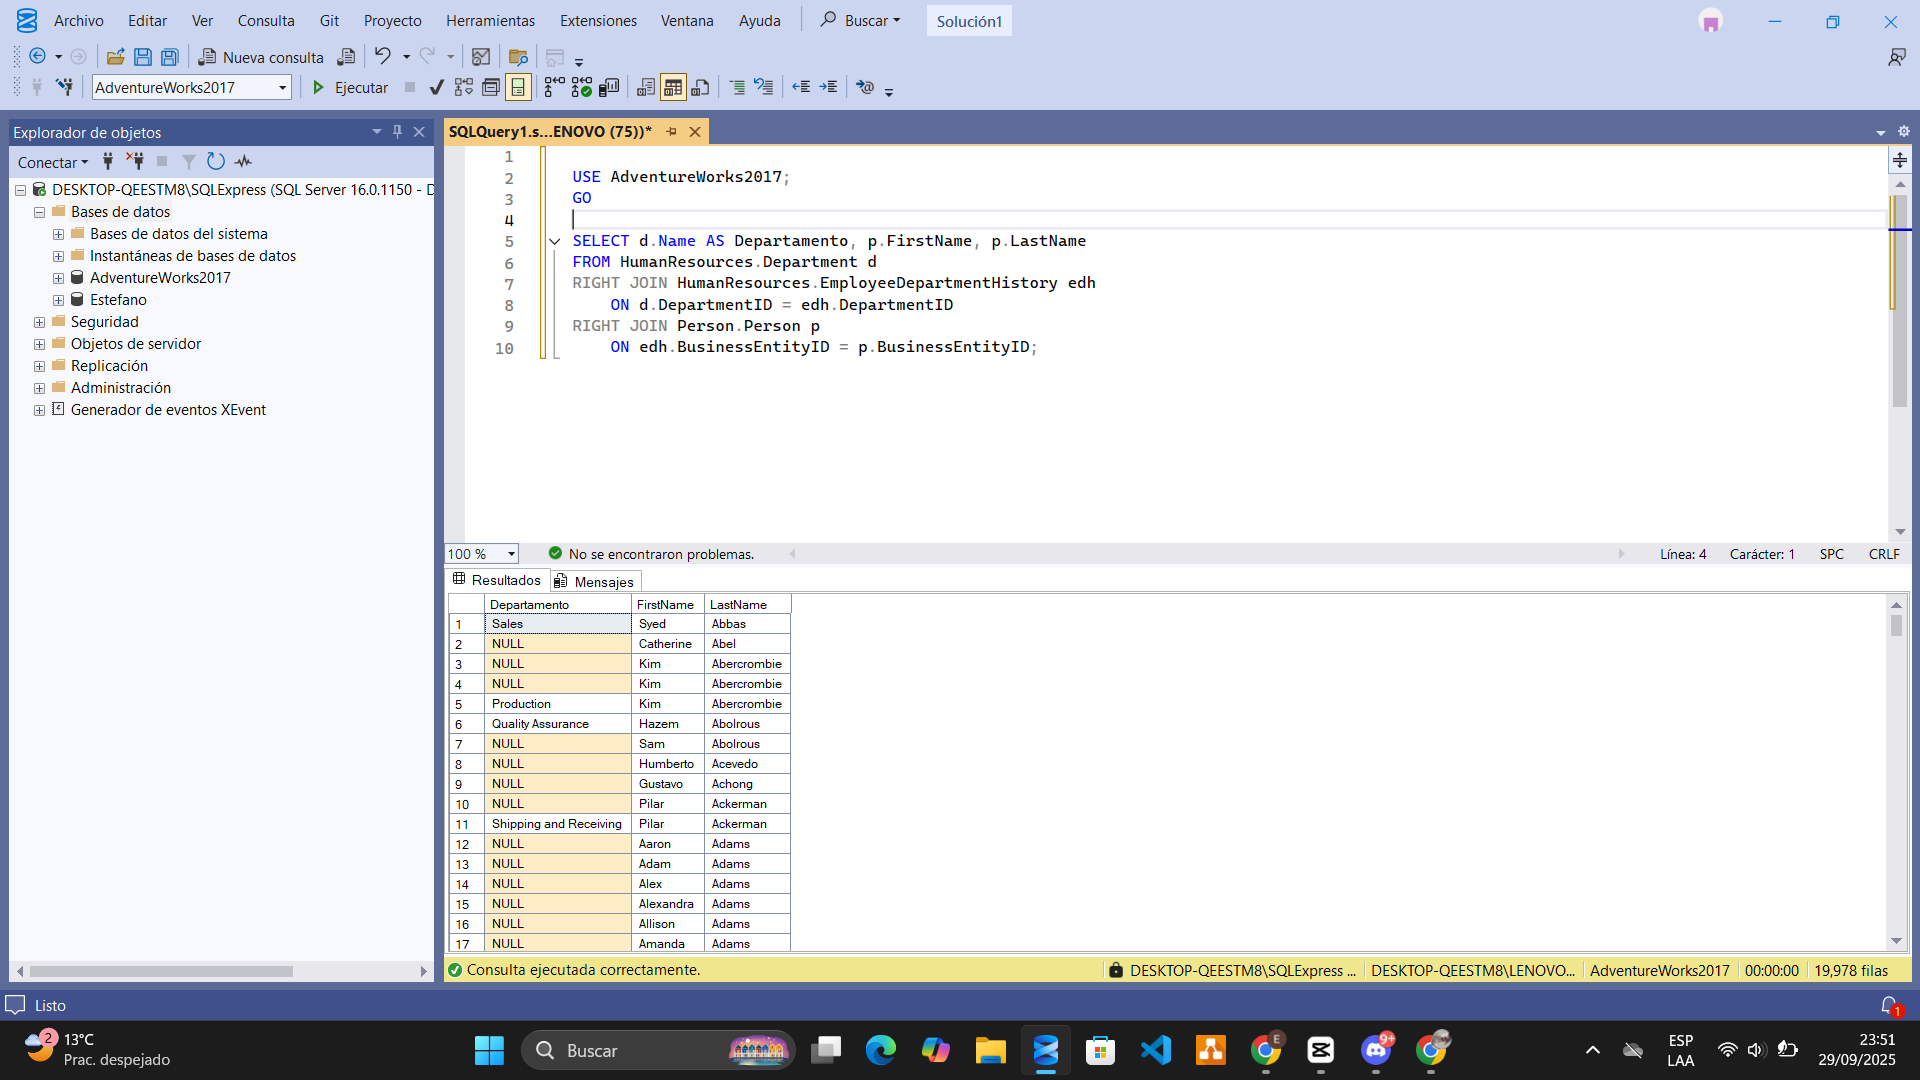 Archivo Editar Ver Consulta Git Proyecto Herramientas Extensiones Ventana Ayuda Buscar Solución1
Nueva consulta
AdventureWorks2017 Ejecutar
Explorador de objetos
Conectar
DESKTOP-QEESTM8\SQLExpress (SQL Server 16.0.1150 - D
Bases de datos
Bases de datos del sistema
Instantáneas de bases de datos
AdventureWorks2017
Estefano
Seguridad
Objetos de servidor
Replicación
Administración
Generador de eventos XEvent
SQLQuery1.s...ENOVO (75))*
1
2 USE AdventureWorks2017;
3 GO
4
5 SELECT d.Name AS Departamento, p.FirstName, p.LastName
6 FROM HumanResources.Department d
7 RIGHT JOIN HumanResources.EmployeeDepartmentHistory edh
8 ON d.DepartmentID = edh.DepartmentID
9 RIGHT JOIN Person.Person p
10 ON edh.BusinessEntityID = p.BusinessEntityID;
100 % No se encontraron problemas. Línea: 4 Carácter: 1 SPC CRLF
Resultados Mensajes
Departamento FirstName LastName
1 Sales Syed Abbas
2 NULL Catherine Abel
3 NULL Kim Abercrombie
4 NULL Kim Abercrombie
5 Production Kim Abercrombie
6 Quality Assurance Hazem Abolrous
7 NULL Sam Abolrous
8 NULL Humberto Acevedo
9 NULL Gustavo Achong
10 NULL Pilar Ackerman
11 Shipping and Receiving Pilar Ackerman
12 NULL Aaron Adams
13 NULL Adam Adams
14 NULL Alex Adams
15 NULL Alexandra Adams
16 NULL Allison Adams
17 NULL Amanda Adams
Consulta ejecutada correctamente. DESKTOP-QEESTM8\SQLExpress ... DESKTOP-QEESTM8\LENOVO... AdventureWorks2017 00:00:00 19,978 filas
Listo 1
2 13°C
Prac. despejado
Buscar
E
9+
ESP
LAA
23:51
29/09/2025